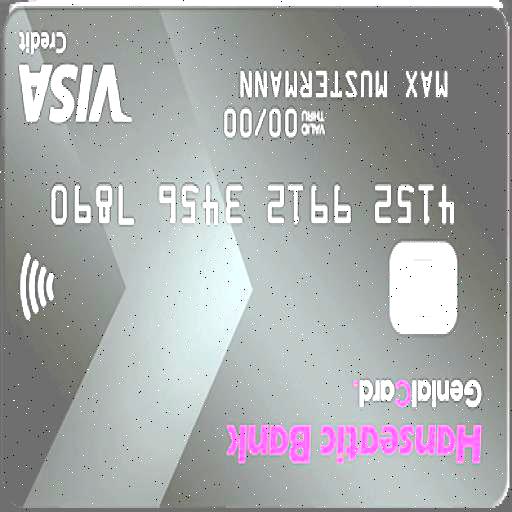 Hanseatic Bank
GenialCard.
4152 9912 3456 7890
VALID THRU 00/00
MAX MUSTERMANN
VISA
Credit